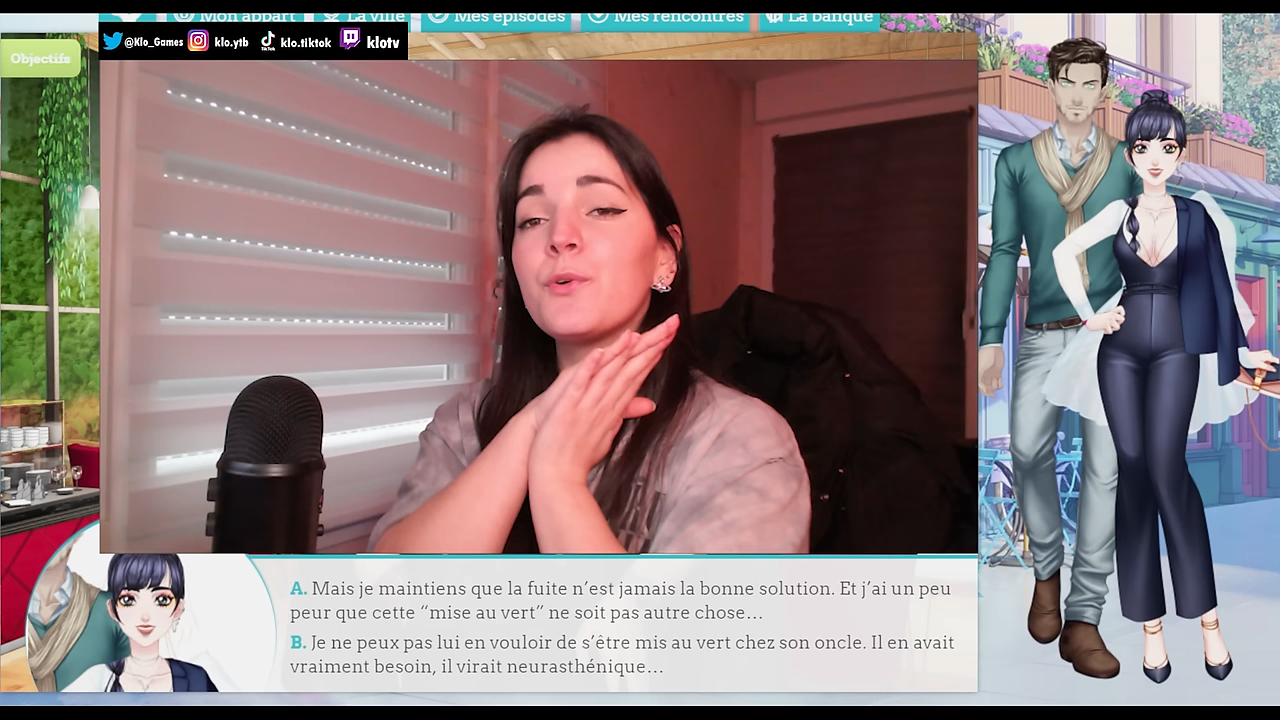 Mon appart La ville Mes épisodes Mes rencontres La banque
@Klo_Games klo.ytb klo.tiktok klotv
Objectifs
A. Mais je maintiens que la fuite n’est jamais la bonne solution. Et j’ai un peu
peur que cette “mise au vert” ne soit pas autre chose…
B. Je ne peux pas lui en vouloir de s’être mis au vert chez son oncle. Il en avait
vraiment besoin, il virait neurasthénique…